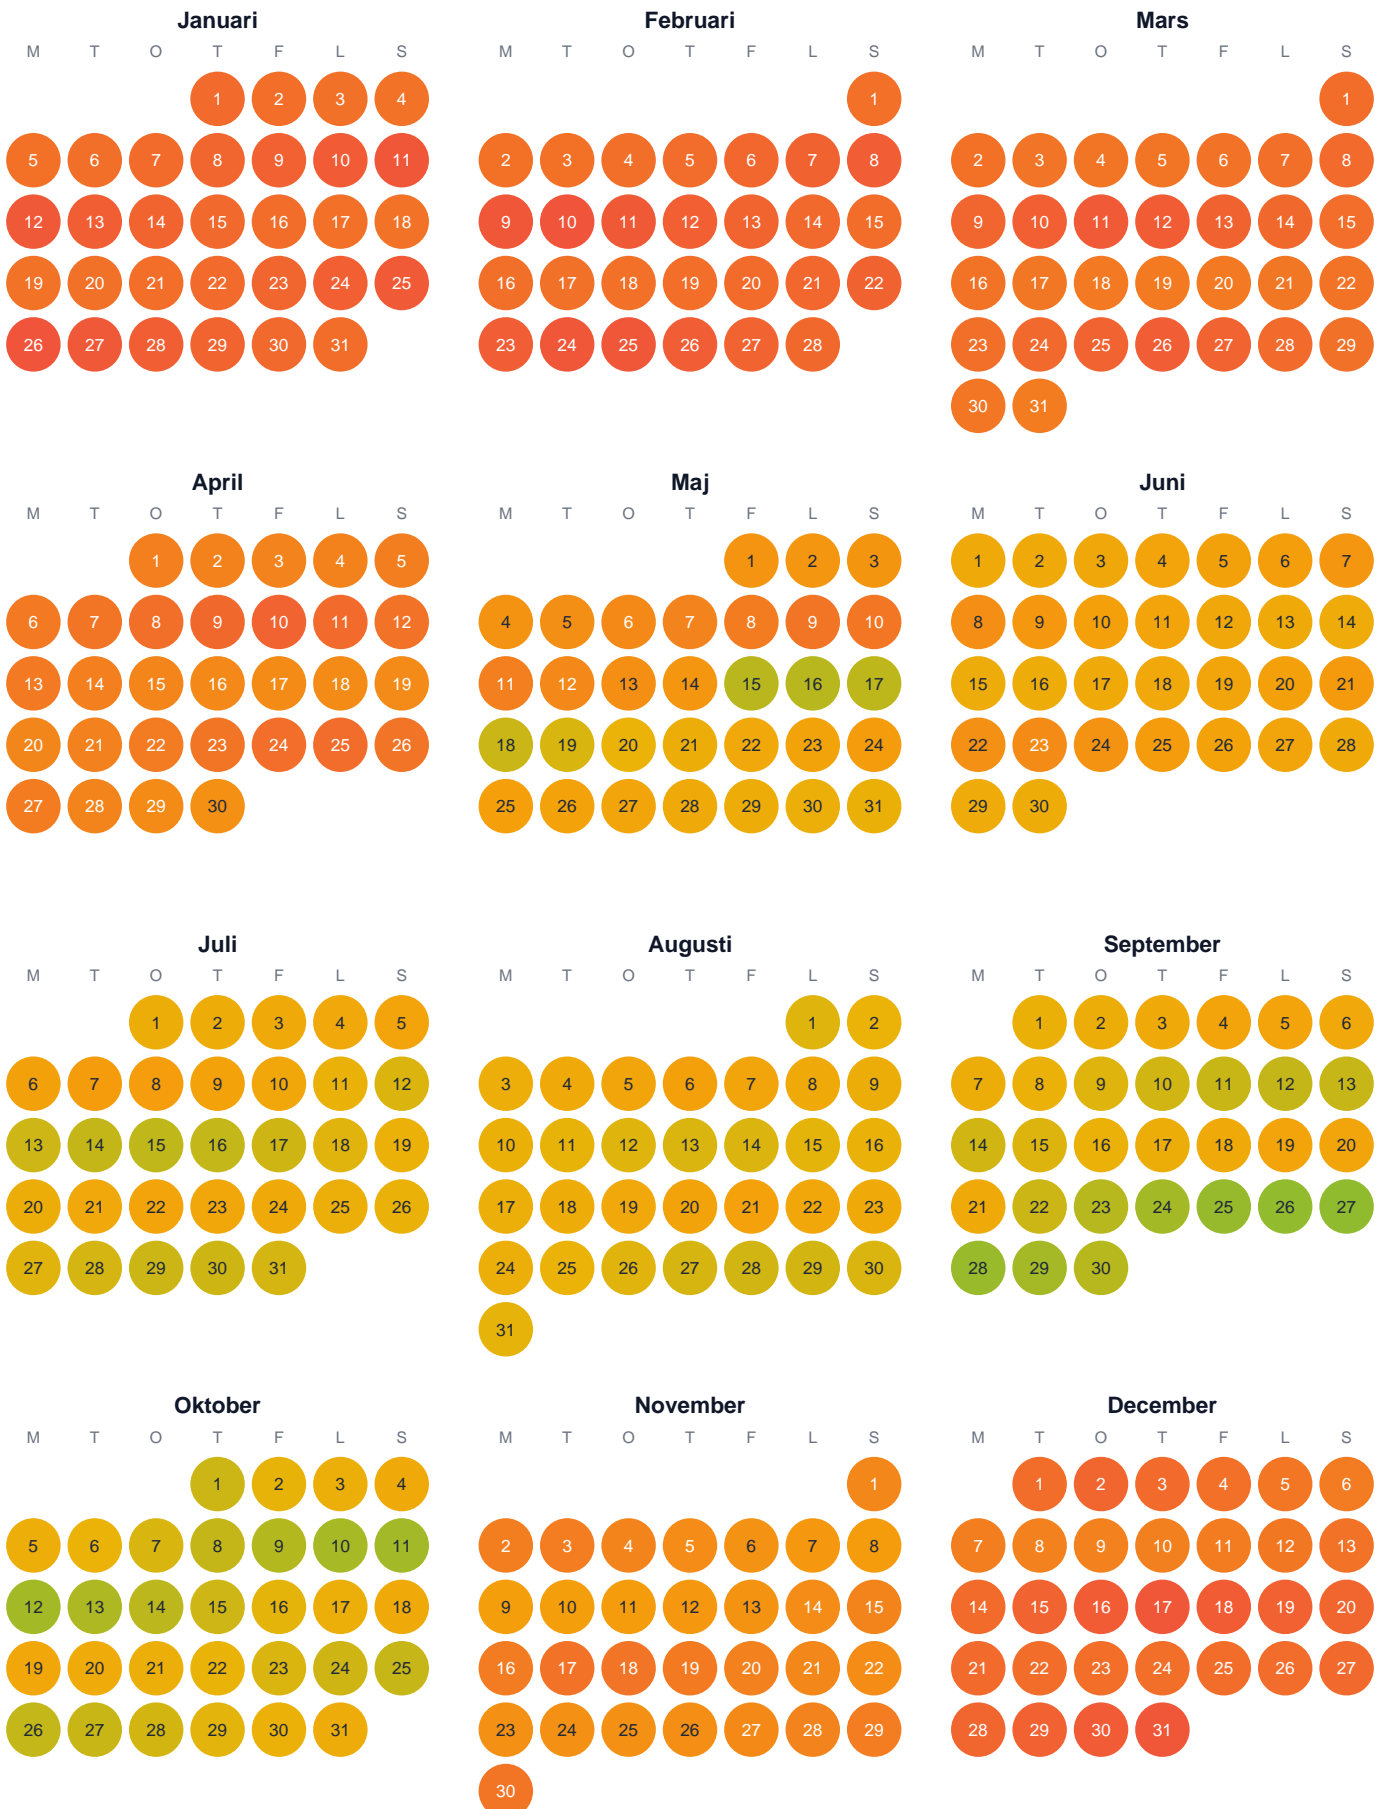 Januari Februari Mars
M T O T F L S M T O T F L S M T O T F L S
1 2 3 4 1 1
5 6 7 8 9 10 11 2 3 4 5 6 7 8 2 3 4 5 6 7 8
12 13 14 15 16 17 18 9 10 11 12 13 14 15 9 10 11 12 13 14 15
19 20 21 22 23 24 25 16 17 18 19 20 21 22 16 17 18 19 20 21 22
26 27 28 29 30 31 23 24 25 26 27 28 23 24 25 26 27 28 29
30 31
April Maj Juni
M T O T F L S M T O T F L S M T O T F L S
1 2 3 4 5 1 2 3 1 2 3 4 5 6 7
6 7 8 9 10 11 12 4 5 6 7 8 9 10 8 9 10 11 12 13 14
13 14 15 16 17 18 19 11 12 13 14 15 16 17 15 16 17 18 19 20 21
20 21 22 23 24 25 26 18 19 20 21 22 23 24 22 23 24 25 26 27 28
27 28 29 30 25 26 27 28 29 30 31 29 30
Juli Augusti September
M T O T F L S M T O T F L S M T O T F L S
1 2 3 4 5 1 2 1 2 3 4 5 6
6 7 8 9 10 11 12 3 4 5 6 7 8 9 7 8 9 10 11 12 13
13 14 15 16 17 18 19 10 11 12 13 14 15 16 14 15 16 17 18 19 20
20 21 22 23 24 25 26 17 18 19 20 21 22 23 21 22 23 24 25 26 27
27 28 29 30 31 24 25 26 27 28 29 30 28 29 30
31
Oktober November December
M T O T F L S M T O T F L S M T O T F L S
1 2 3 4 1 1 2 3 4 5 6
5 6 7 8 9 10 11 2 3 4 5 6 7 8 7 8 9 10 11 12 13
12 13 14 15 16 17 18 9 10 11 12 13 14 15 14 15 16 17 18 19 20
19 20 21 22 23 24 25 16 17 18 19 20 21 22 21 22 23 24 25 26 27
26 27 28 29 30 31 23 24 25 26 27 28 29 28 29 30 31
30